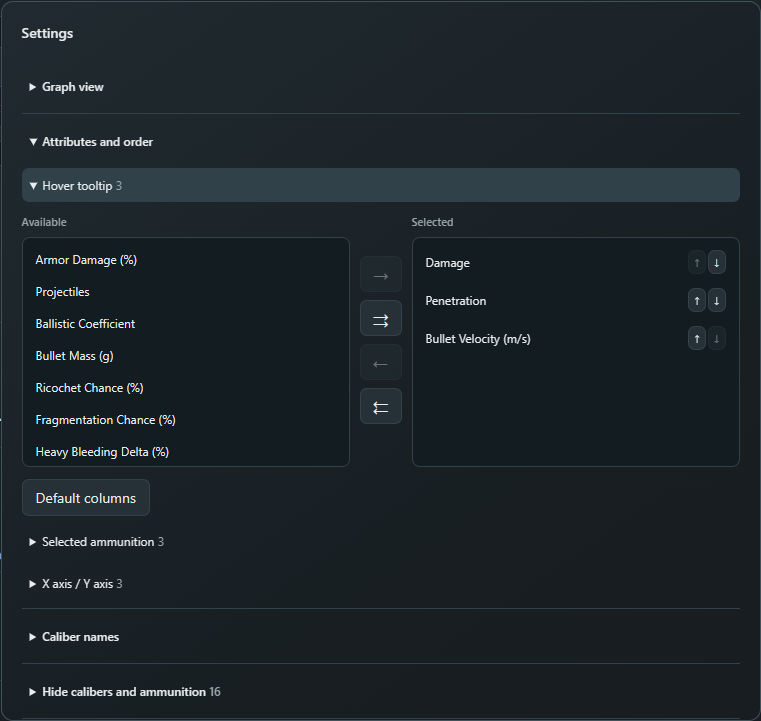 Settings
Graph view
Attributes and order
Hover tooltip 3
Available
Selected
Armor Damage (%)
Projectiles
Ballistic Coefficient
Bullet Mass (g)
Ricochet Chance (%)
Fragmentation Chance (%)
Heavy Bleeding Delta (%)
Damage
Penetration
Bullet Velocity (m/s)
Default columns
Selected ammunition 3
X axis / Y axis 3
Caliber names
Hide calibers and ammunition 16